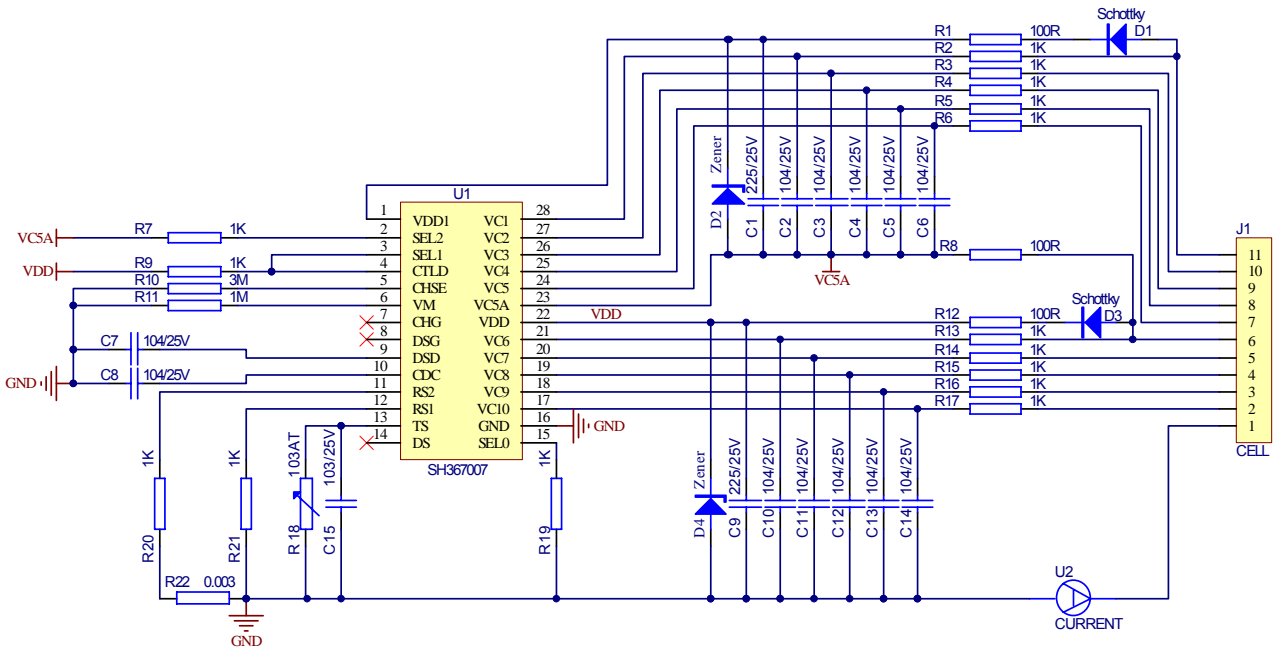 Schottky
R1 100R D1
R2 1K
R3 1K
R4 1K
R5 1K
R6 1K
Zener
D2
225/25V
C1
104/25V
C2
104/25V
C3
104/25V
C4
104/25V
C5
104/25V
C6
R8 100R
VC5A
U1
1 VDD1 VC1 28
2 SEL2 VC2 27
3 SEL1 VC3 26
4 CTLD VC4 25
5 CHSE VC5 24
6 VM VC5A 23
7 CHG VDD 22
8 DSG VC6 21
9 DSD VC7 20
10 CDC VC8 19
11 RS2 VC9 18
12 RS1 VC10 17
13 TS GND 16
14 DS SEL0 15
SH367007
VC5A R7 1K
VDD R9 1K
R10 3M
R11 1M
C7 104/25V
GND C8 104/25V
VDD
GND
Schottky
R12 100R D3
R13 1K
R14 1K
R15 1K
R16 1K
R17 1K
J1
11
10
9
8
7
6
5
4
3
2
1
CELL
1K
R20
1K
R21
103AT
R18
103/25V
C15
1K
R19
Zener
D4
225/25V
C9
104/25V
C10
104/25V
C11
104/25V
C12
104/25V
C13
104/25V
C14
R22 0.003
GND
U2
CURRENT